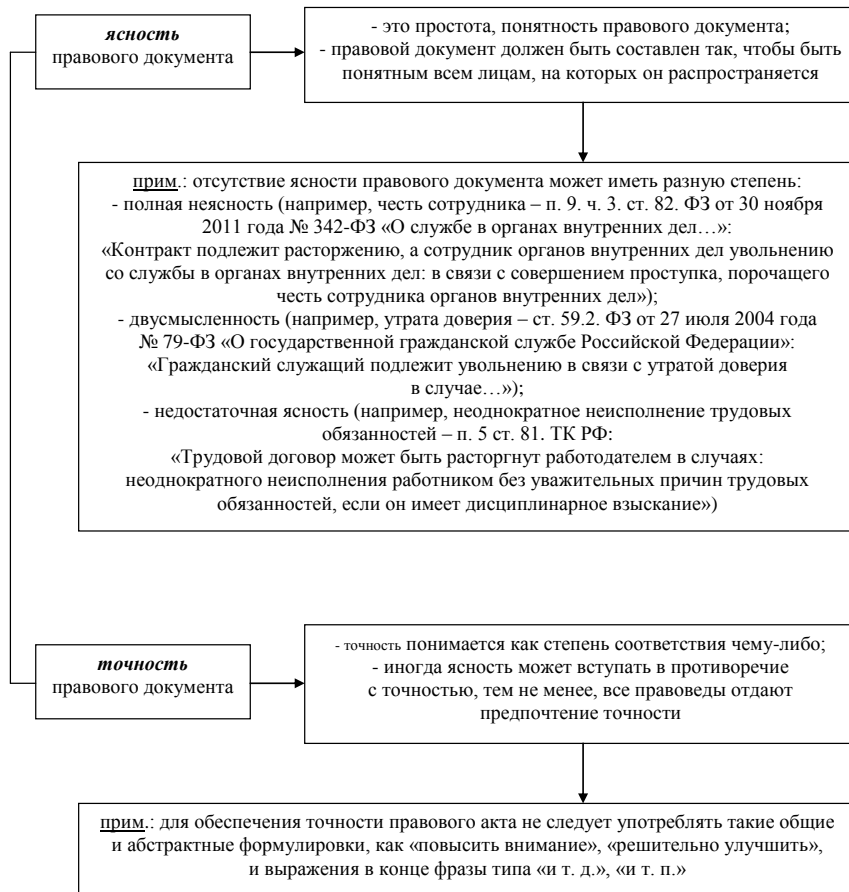 ясность
правового документа
- это простота, понятность правового документа;
- правовой документ должен быть составлен так, чтобы быть
понятным всем лицам, на которых он распространяется
прим.: отсутствие ясности правового документа может иметь разную степень:
- полная неясность (например, честь сотрудника – п. 9. ч. 3. ст. 82. ФЗ от 30 ноября
2011 года № 342-ФЗ «О службе в органах внутренних дел…»:
«Контракт подлежит расторжению, а сотрудник органов внутренних дел увольнению
со службы в органах внутренних дел: в связи с совершением проступка, порочащего
честь сотрудника органов внутренних дел»);
- двусмысленность (например, утрата доверия – ст. 59.2. ФЗ от 27 июля 2004 года
№ 79-ФЗ «О государственной гражданской службе Российской Федерации»:
«Гражданский служащий подлежит увольнению в связи с утратой доверия
в случае…»);
- недостаточная ясность (например, неоднократное неисполнение трудовых
обязанностей – п. 5 ст. 81. ТК РФ:
«Трудовой договор может быть расторгнут работодателем в случаях:
неоднократного неисполнения работником без уважительных причин трудовых
обязанностей, если он имеет дисциплинарное взыскание»)
точность
правового документа
- точность понимается как степень соответствия чему-либо;
- иногда ясность может вступать в противоречие
с точностью, тем не менее, все правоведы отдают
предпочтение точности
прим.: для обеспечения точности правового акта не следует употреблять такие общие
и абстрактные формулировки, как «повысить внимание», «решительно улучшить»,
и выражения в конце фразы типа «и т. д.», «и т. п.»